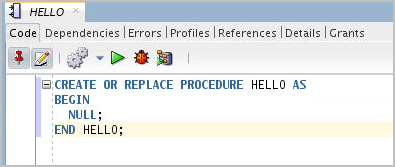 HELLO
Code Dependencies Errors Profiles References Details Grants
CREATE OR REPLACE PROCEDURE HELLO AS
BEGIN
NULL;
END HELLO;